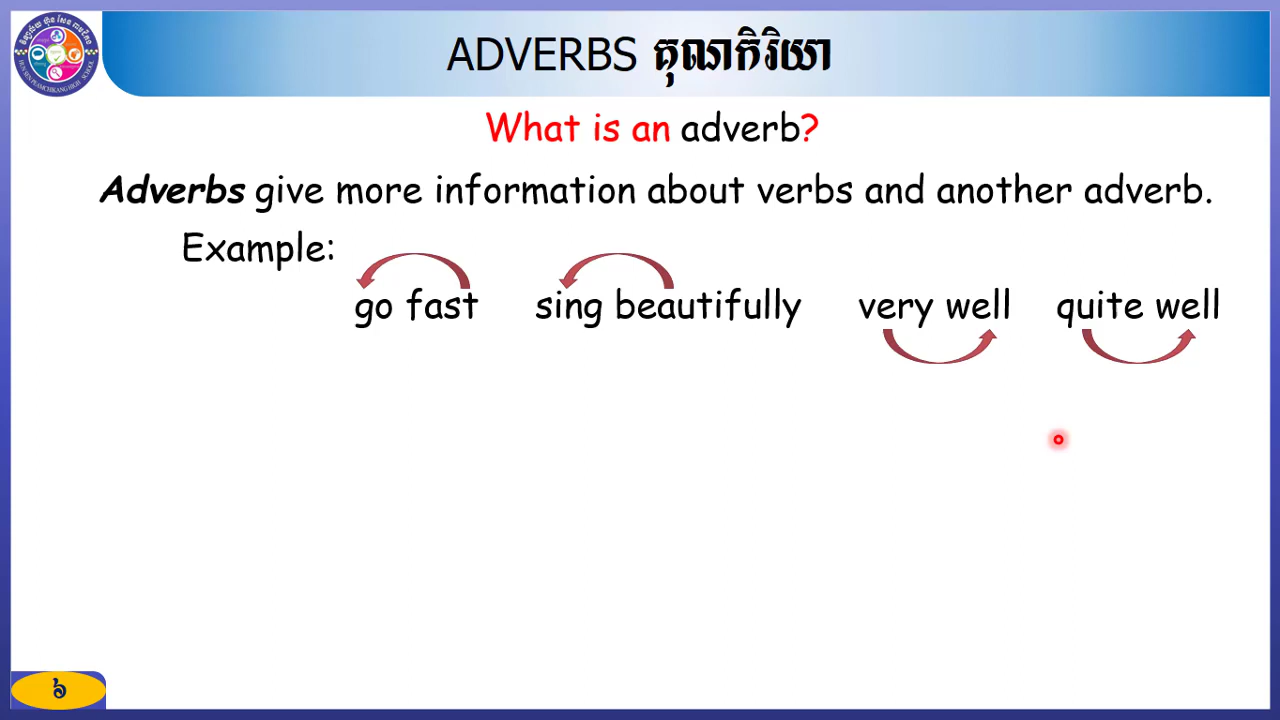 ADVERBS គុណកិរិយា
What is an adverb?
Adverbs give more information about verbs and another adverb.
Example:
go fast sing beautifully very well quite well
៦